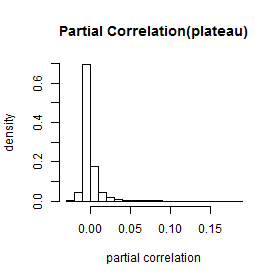 Partial Correlation(plateau)
density
0.0 0.2 0.4 0.6
0.00 0.05 0.10 0.15
partial correlation